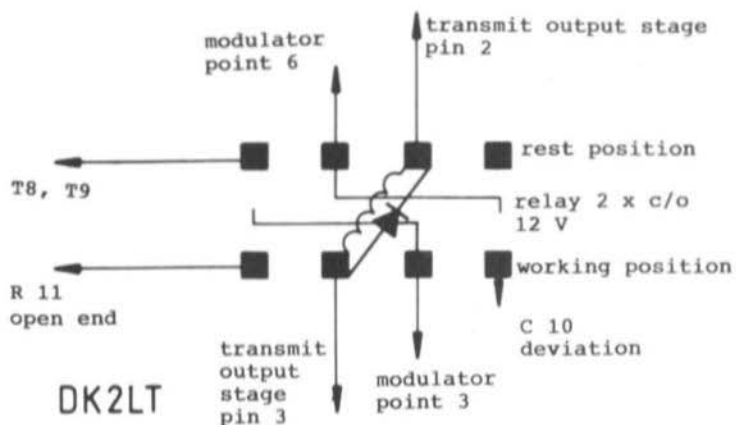 transmit output stage
pin 2
modulator
point 6
rest position
T8, T9
relay 2 x c/o
12 V
working position
R 11
open end
C 10
deviation
transmit
output
stage
pin 3
modulator
point 3
DK2LT